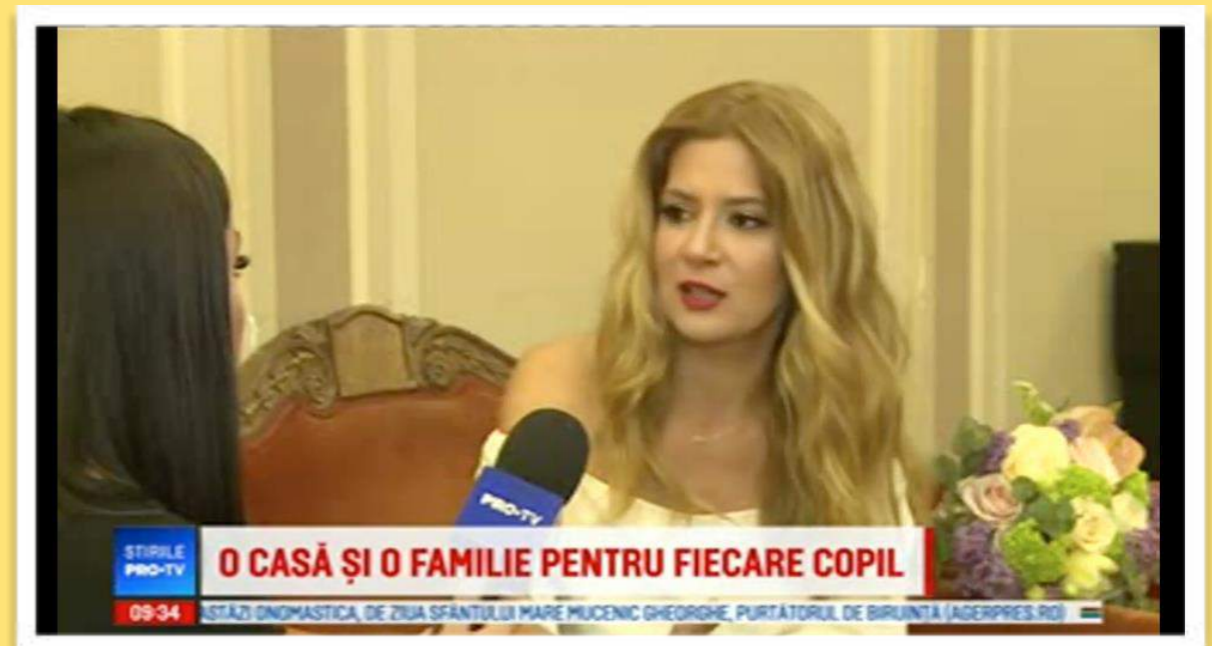 PRO•TV
ȘTIRILE
PRO•TV
O CASĂ ȘI O FAMILIE PENTRU FIECARE COPIL
09:34
ASTĂZI ONOMASTICA, DE ZIUA SFÂNTULUI MARE MUCENIC GHEORGHE, PURTĂTORUL DE BIRUINȚĂ (AGERPRES.RO)